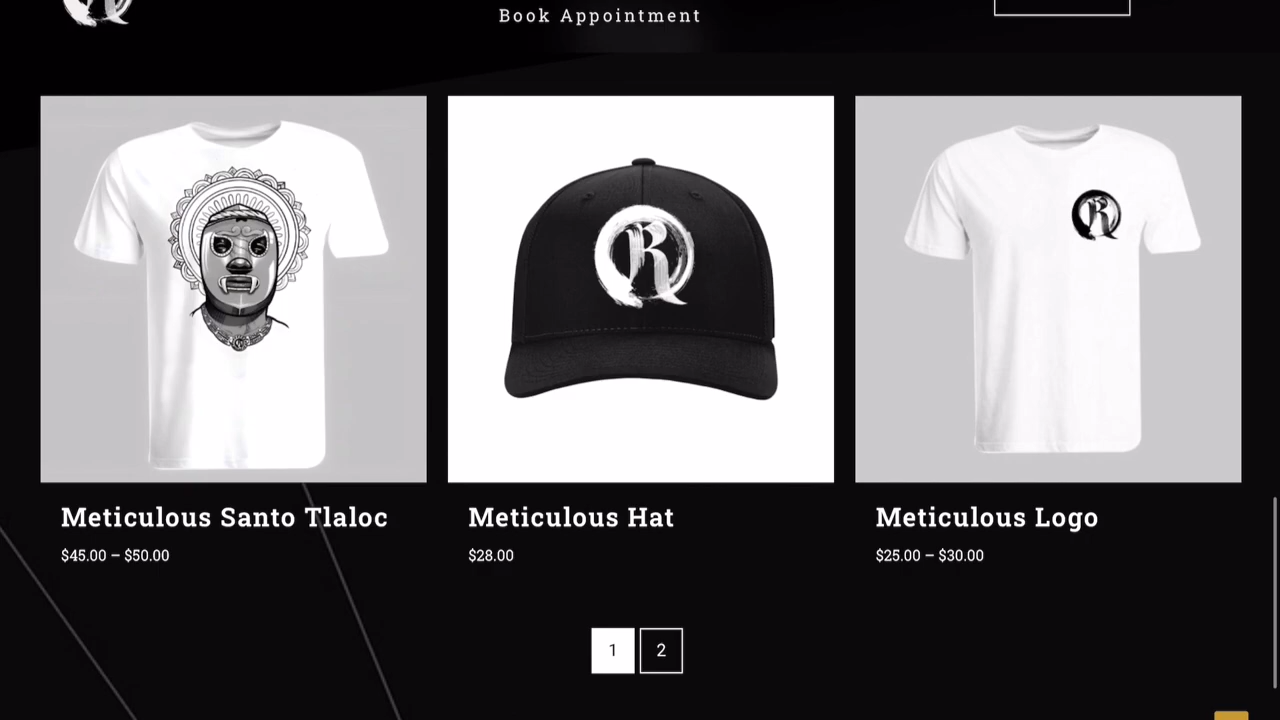 Book Appointment
R
R
Meticulous Santo Tlaloc
Meticulous Hat
Meticulous Logo
$45.00 – $50.00
$28.00
$25.00 – $30.00
1
2